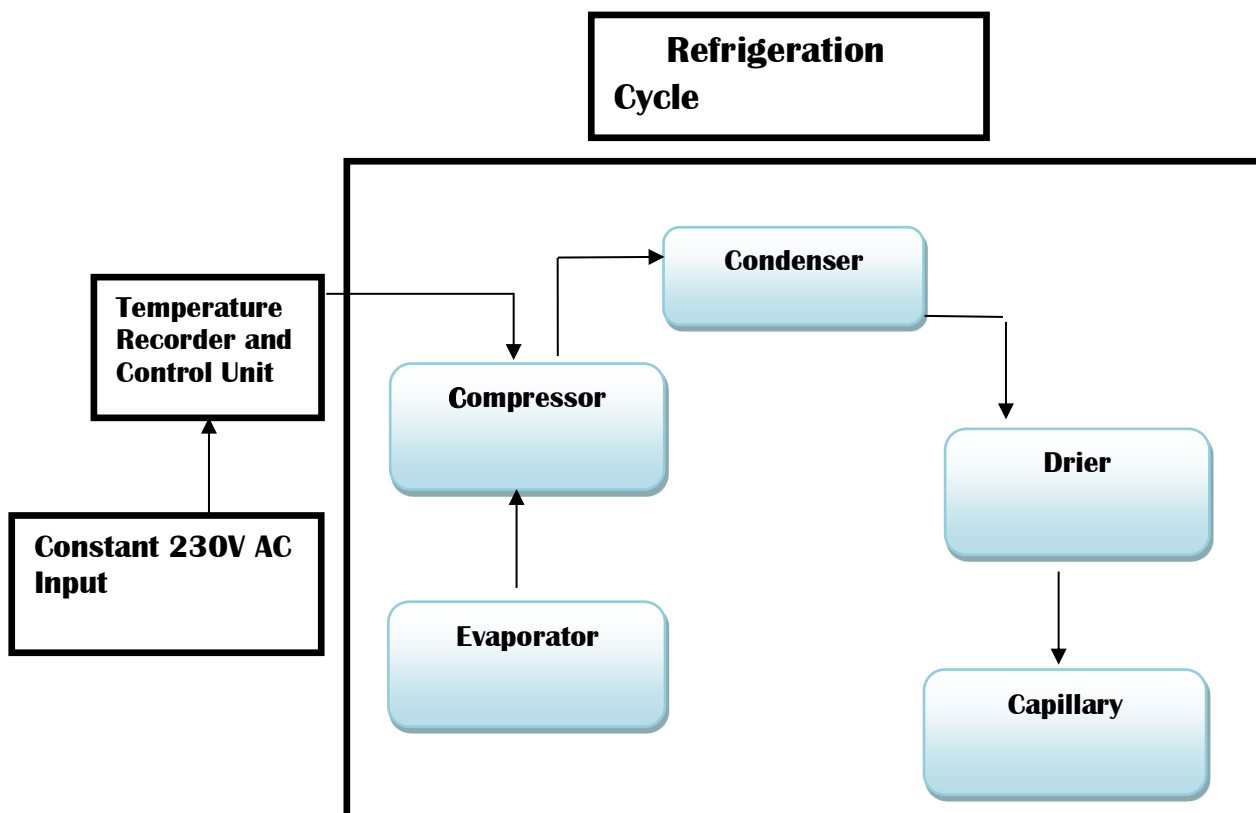 Refrigeration
Cycle
Condenser
Temperature
Recorder and
Control Unit
Compressor
Drier
Constant 230V AC
Input
Evaporator
Capillary